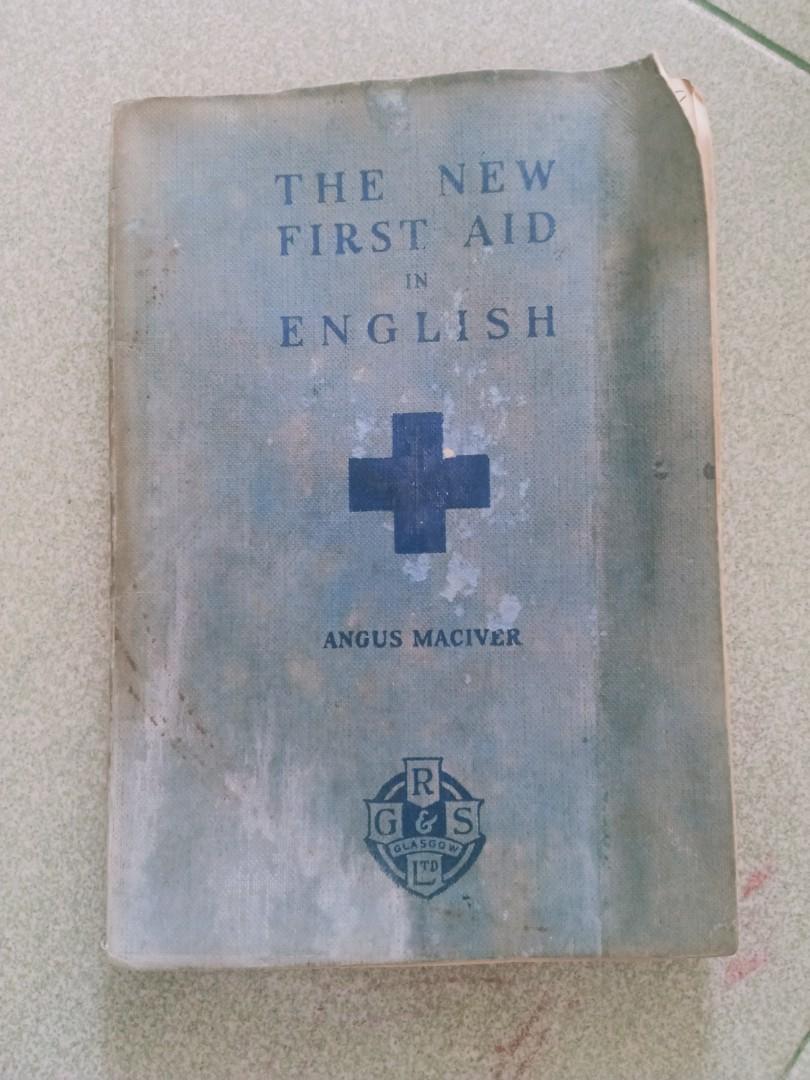 THE NEW
FIRST AID
IN
ENGLISH
ANGUS MACIVER
R
G & S
GLASGOW
LTD